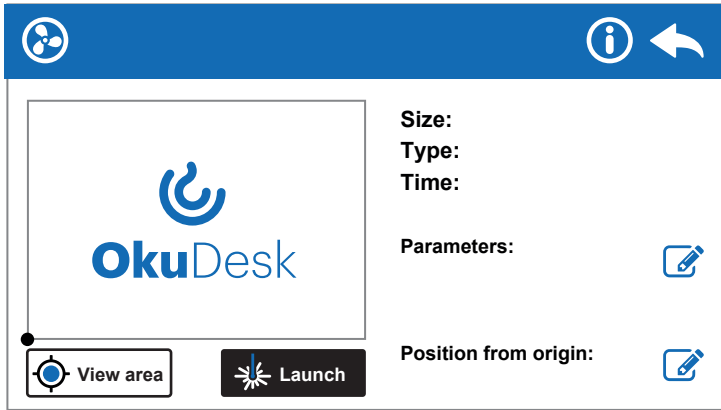 Size:
Type:
Time:
OkuDesk
Parameters:
Position from origin:
View area
Launch